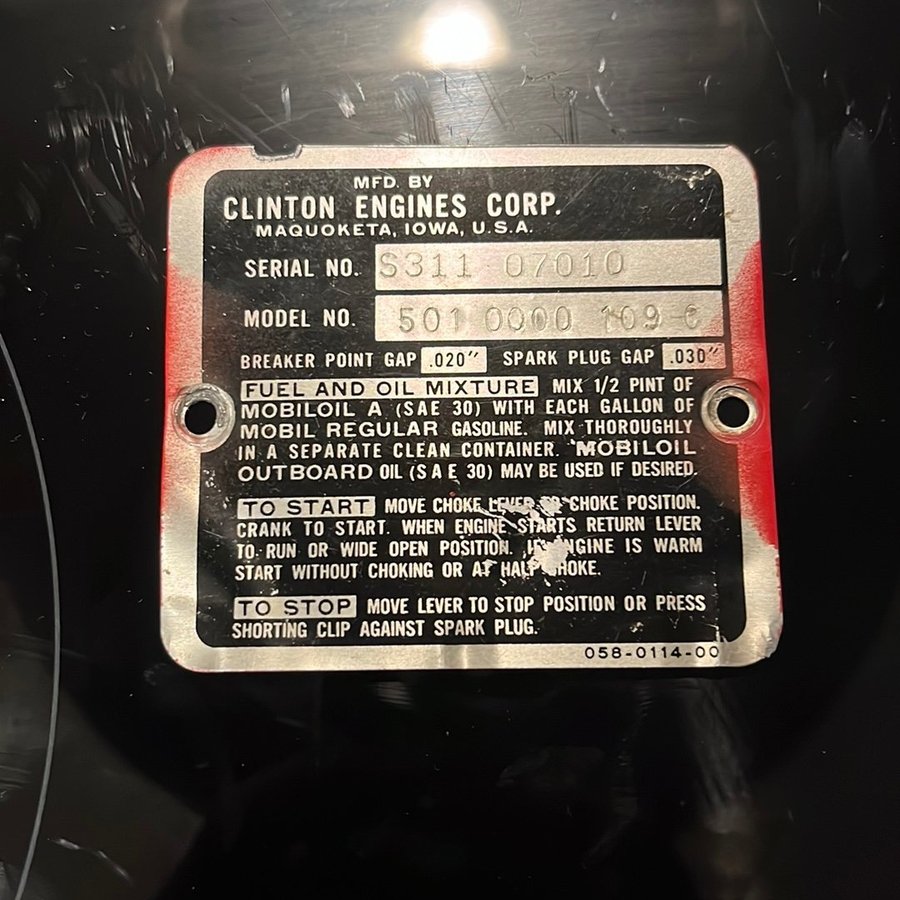 MFD. BY
CLINTON ENGINES CORP.
MAQUOKETA, IOWA, U.S.A.
SERIAL NO. S311 07010
MODEL NO. 501 0000 109
BREAKER POINT GAP .020" SPARK PLUG GAP .030"
FUEL AND OIL MIXTURE MIX 1/2 PINT OF
MOBILOIL A (SAE 30) WITH EACH GALLON OF
MOBIL REGULAR GASOLINE. MIX THOROUGHLY
IN A SEPARATE CLEAN CONTAINER. MOBILOIL
OUTBOARD OIL (SAE 30) MAY BE USED IF DESIRED.
TO START MOVE CHOKE LEVER TO CHOKE POSITION.
CRANK TO START. WHEN ENGINE STARTS RETURN LEVER
TO RUN OR WIDE OPEN POSITION. IF ENGINE IS WARM
START WITHOUT CHOKING OR AT HALF CHOKE.
TO STOP MOVE LEVER TO STOP POSITION OR PRESS
SHORTING CLIP AGAINST SPARK PLUG.
058-0114-00